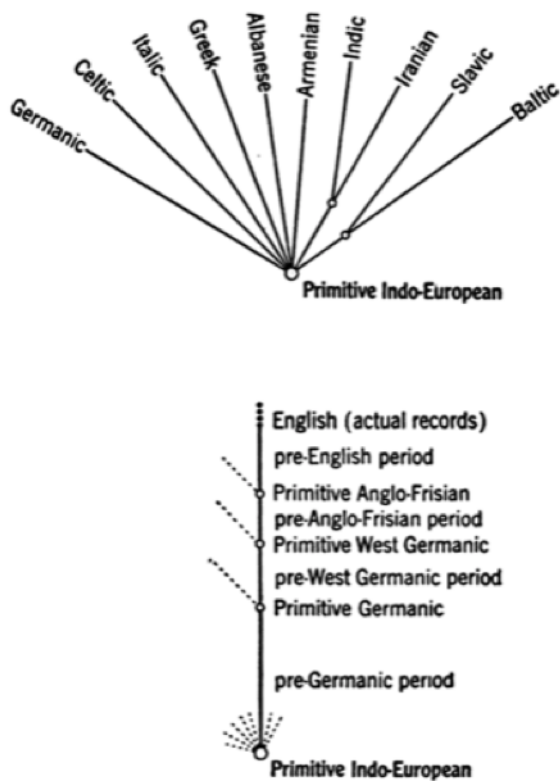 Germanic
Celtic
Italic
Greek
Albanese
Armenian
Indic
Iranian
Slavic
Baltic
Primitive Indo-European
English (actual records)
pre-English period
Primitive Anglo-Frisian
pre-Anglo-Frisian period
Primitive West Germanic
pre-West Germanic period
Primitive Germanic
pre-Germanic period
Primitive Indo-European